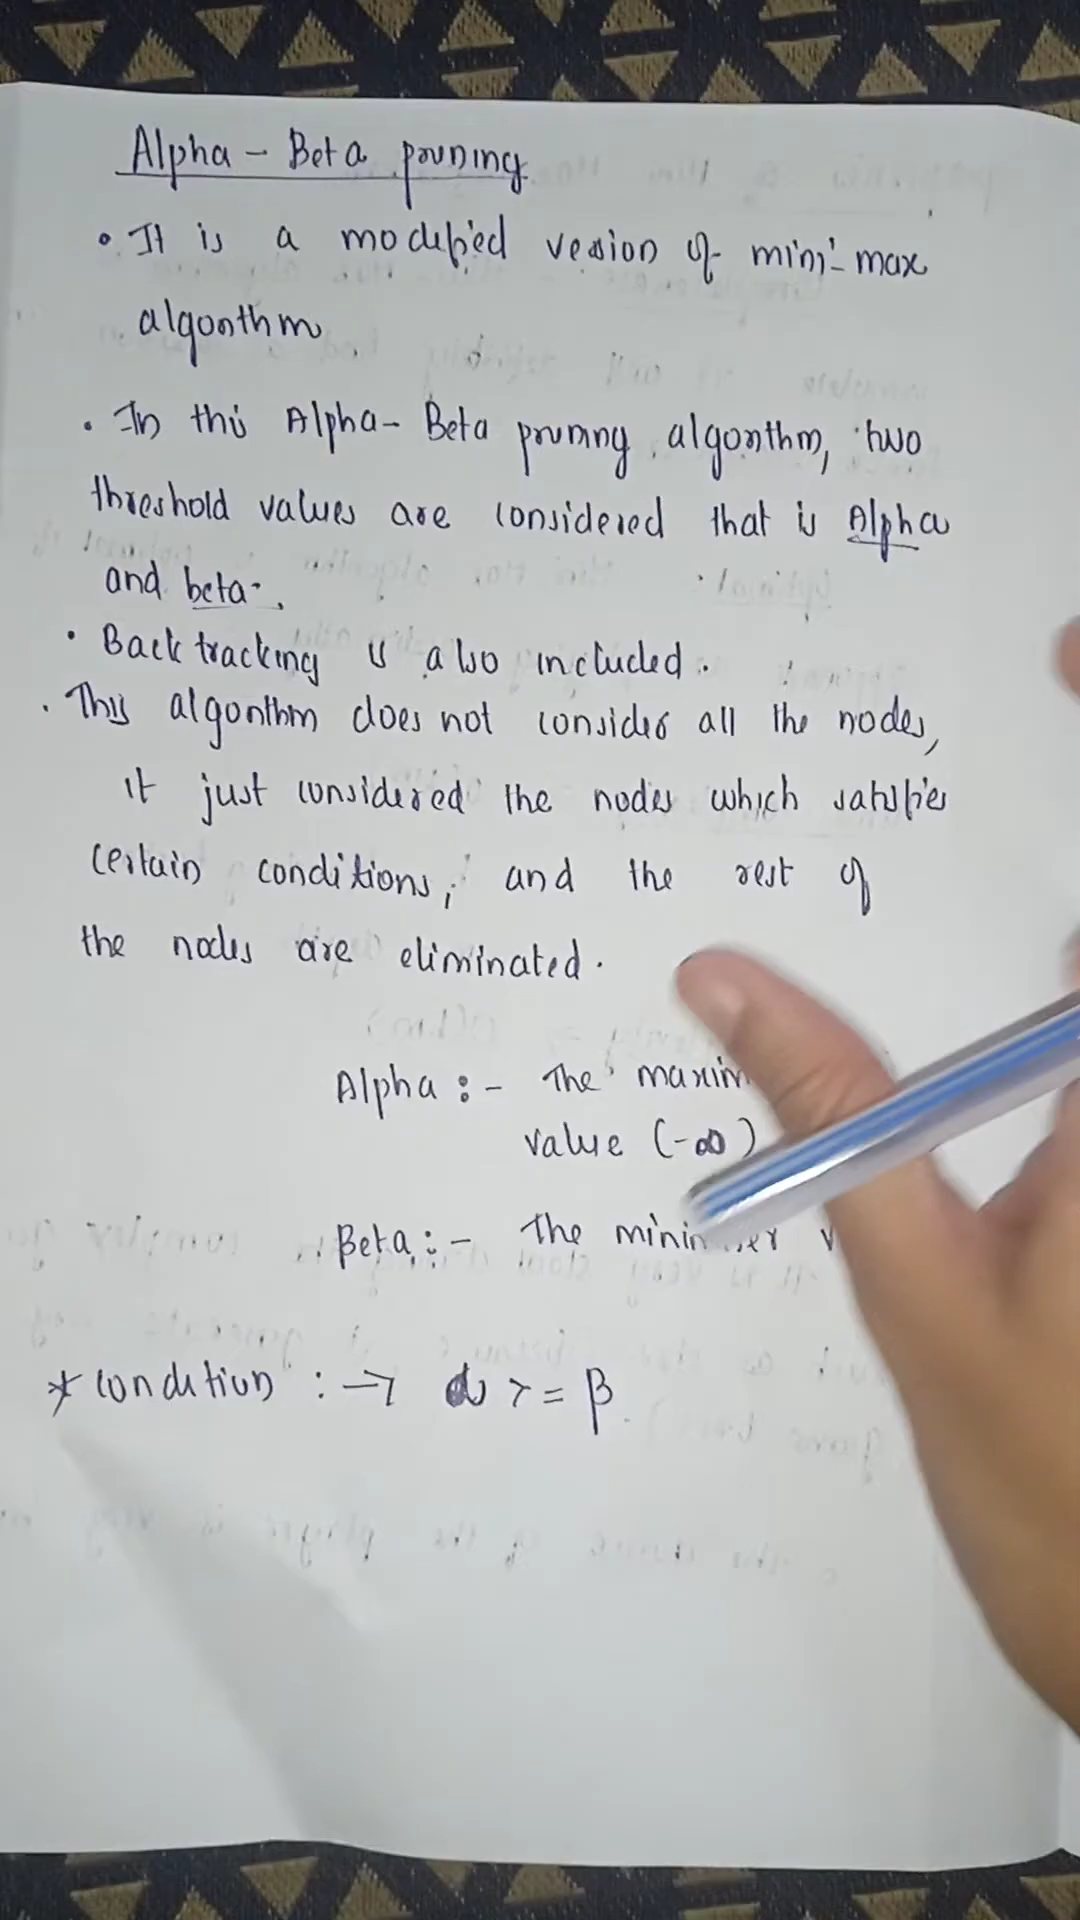 Alpha - Beta pruning
• It is a modified vesion of mini-max
algorithm.
• In this Alpha-Beta pruning algorithm, two
threshold values are considered that is Alpha
and beta.
• Back tracking is also included.
• This algorithm does not consider all the nodes,
it just considered the nodes which satisfies
certain conditions, and the rest of
the nodes are eliminated.
Alpha :- The
value (-∞)
Beta :- The
* condition : → α >= β